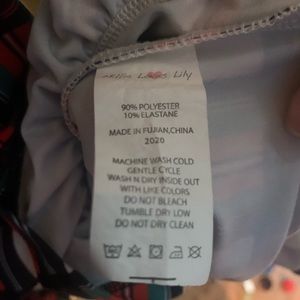 Lily
90% POLYESTER
10% ELASTANE
MADE IN FUJIAN,CHINA
2020
MACHINE WASH COLD
GENTLE CYCLE
WASH N DRY INSIDE OUT
WITH LIKE COLORS
DO NOT BLEACH
TUMBLE DRY LOW
DO NOT DRY CLEAN